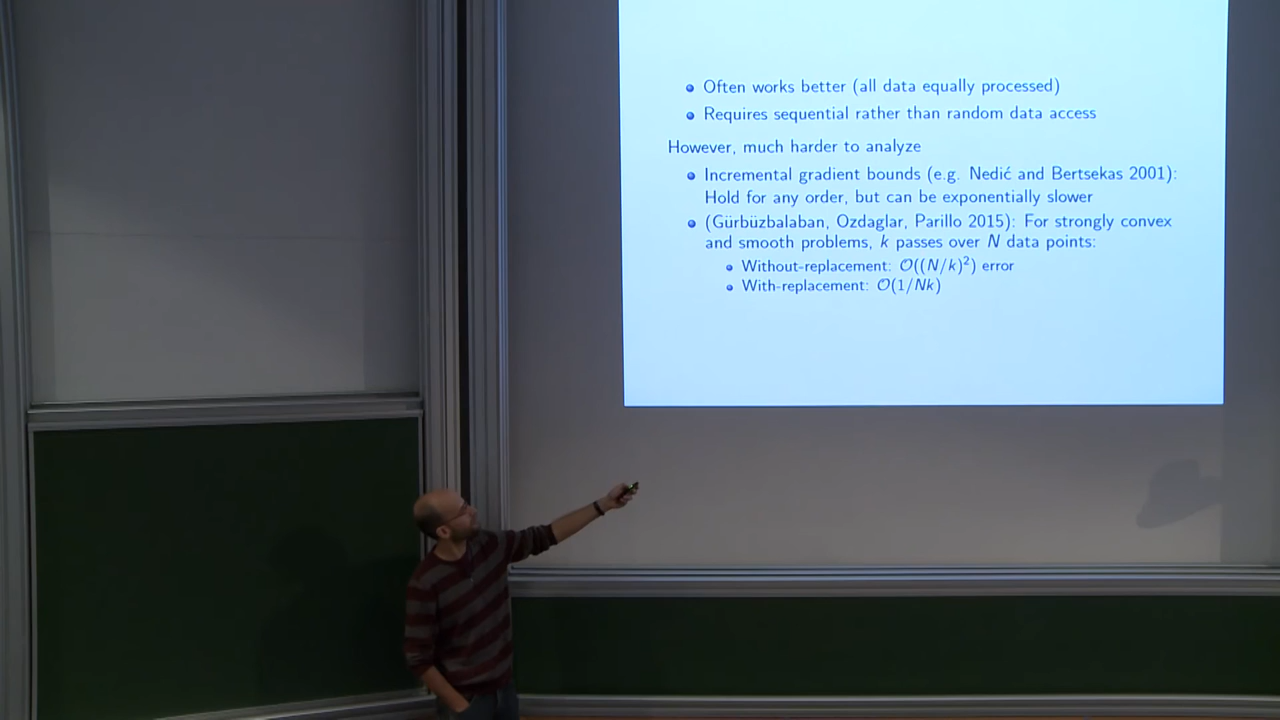 Often works better (all data equally processed)
Requires sequential rather than random data access
However, much harder to analyze
Incremental gradient bounds (e.g. Nedić and Bertsekas 2001):
Hold for any order, but can be exponentially slower
(Gürbüzbalaban, Ozdaglar, Parillo 2015): For strongly convex
and smooth problems, k passes over N data points:
Without-replacement: O((N/k)²) error
With-replacement: O(1/Nk)